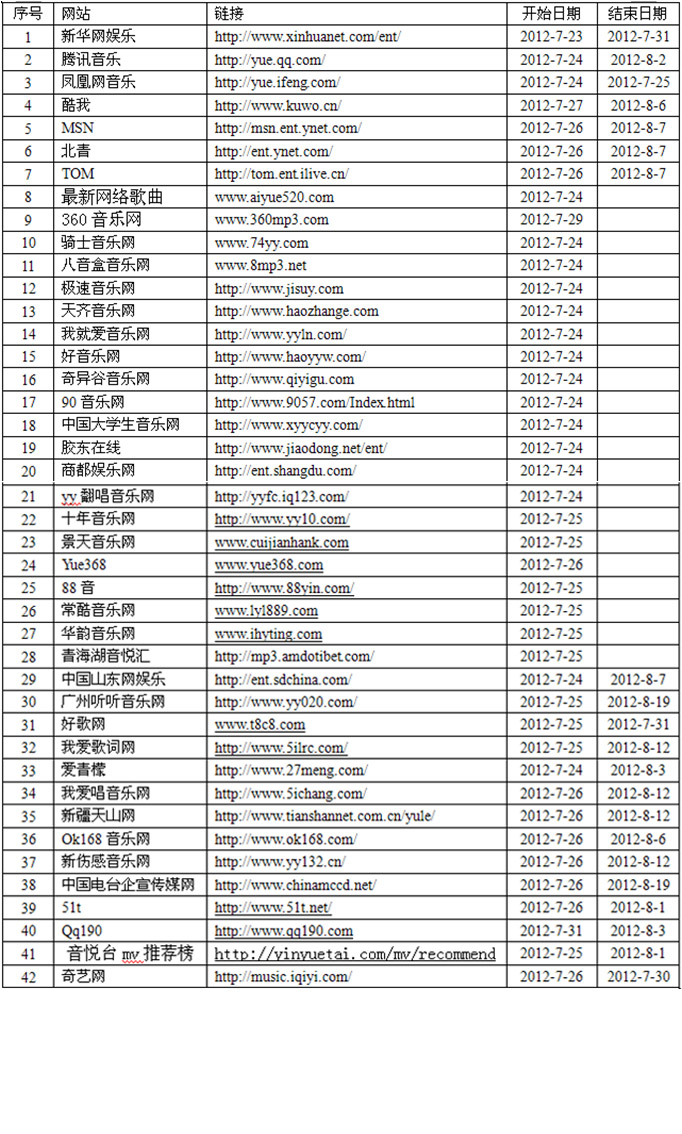 序号 网站 链接 开始日期 结束日期
1 新华网娱乐 http://www.xinhuanet.com/ent/ 2012-7-23 2012-7-31
2 腾讯音乐 http://yue.qq.com/ 2012-7-24 2012-8-2
3 凤凰网音乐 http://yue.ifeng.com/ 2012-7-24 2012-7-25
4 酷我 http://www.kuwo.cn/ 2012-7-27 2012-8-6
5 MSN http://msn.ent.ynet.com/ 2012-7-26 2012-8-7
6 北青 http://ent.ynet.com/ 2012-7-26 2012-8-7
7 TOM http://tom.ent.ilive.cn/ 2012-7-26 2012-8-7
8 最新网络歌曲 www.aiyue520.com 2012-7-24
9 360音乐网 www.360mp3.com 2012-7-29
10 骑士音乐网 www.74yy.com 2012-7-24
11 八音盒音乐网 www.8mp3.net 2012-7-24
12 极速音乐网 http://www.jisuy.com 2012-7-24
13 天齐音乐网 http://www.haozhange.com 2012-7-24
14 我就爱音乐网 http://www.yyln.com/ 2012-7-24
15 好音乐网 http://www.haoyyw.com/ 2012-7-24
16 奇异谷音乐网 http://www.qiyigu.com 2012-7-24
17 90音乐网 http://www.9057.com/Index.html 2012-7-24
18 中国大学生音乐网 http://www.xyycyy.com/ 2012-7-24
19 胶东在线 http://www.jiaodong.net/ent/ 2012-7-24
20 商都娱乐网 http://ent.shangdu.com/ 2012-7-24
21 yy翻唱音乐网 http://yyfc.iq123.com/ 2012-7-24
22 十年音乐网 http://www.yy10.com/ 2012-7-25
23 景天音乐网 www.cuijianhank.com 2012-7-25
24 Yue368 www.yue368.com 2012-7-26
25 88音 http://www.88yin.com/ 2012-7-25
26 常酷音乐网 www.lyl889.com 2012-7-25
27 华韵音乐网 www.ihyting.com 2012-7-25
28 青海湖音悦汇 http://mp3.amdotibet.com/ 2012-7-25
29 中国山东网娱乐 http://ent.sdchina.com/ 2012-7-24 2012-8-7
30 广州听听音乐网 http://www.yy020.com/ 2012-7-25 2012-8-19
31 好歌网 www.t8c8.com 2012-7-25 2012-7-31
32 我爱歌词网 http://www.5ilrc.com/ 2012-7-25 2012-8-12
33 爱青檬 http://www.27meng.com/ 2012-7-24 2012-8-3
34 我爱唱音乐网 http://www.5ichang.com/ 2012-7-26 2012-8-12
35 新疆天山网 http://www.tianshannet.com.cn/yule/ 2012-7-26 2012-8-12
36 Ok168音乐网 http://www.ok168.com/ 2012-7-26 2012-8-6
37 新伤感音乐网 http://www.yy132.cn/ 2012-7-26 2012-8-12
38 中国电台企宣传媒网 http://www.chinamccd.net/ 2012-7-26 2012-8-19
39 51t http://www.51t.net/ 2012-7-26 2012-8-1
40 Qq190 http://www.qq190.com 2012-7-31 2012-8-3
41 音悦台mv推荐榜 http://yinyuetai.com/mv/recommend 2012-7-25 2012-8-1
42 奇艺网 http://music.iqiyi.com/ 2012-7-26 2012-7-30